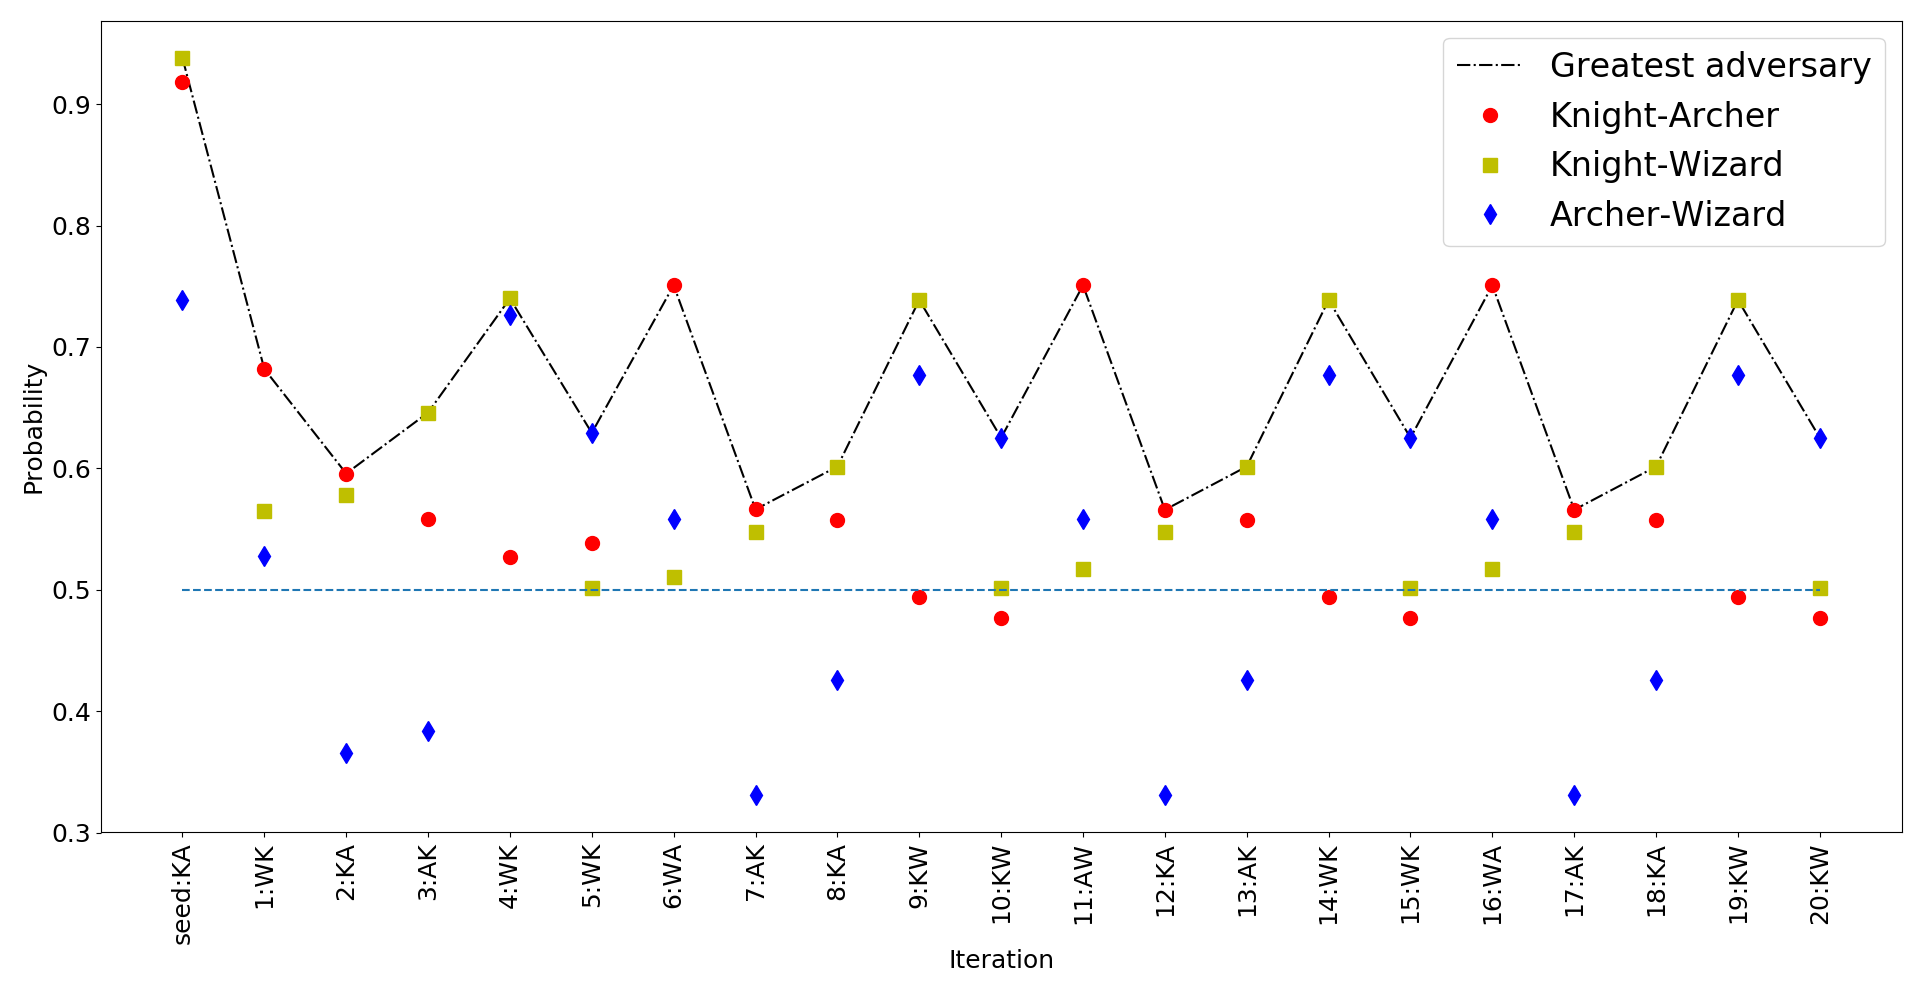 Greatest adversary
Knight-Archer
Knight-Wizard
Archer-Wizard
Probability
0.9
0.8
0.7
0.6
0.5
0.4
0.3
seed:KA
1:WK
2:KA
3:AK
4:WK
5:WK
6:WA
7:AK
8:KA
9:KW
10:KW
11:AW
12:KA
13:AK
14:WK
15:WK
16:WA
17:AK
18:KA
19:KW
20:KW
Iteration